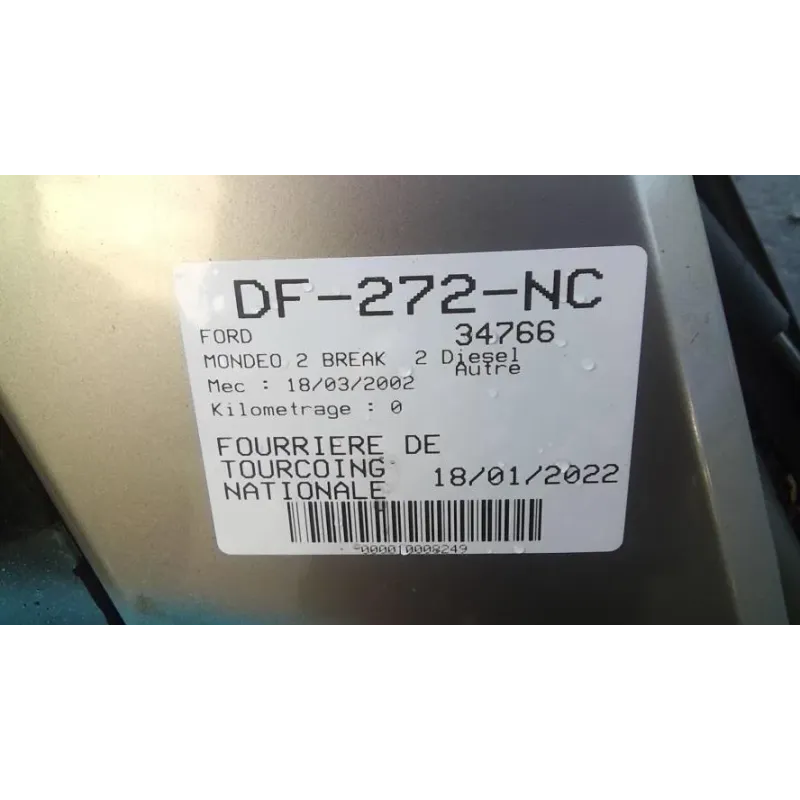 DF-272-NC
FORD 34766
MONDEO 2 BREAK 2 Diesel
Autre
Mec : 18/03/2002
Kilometrage : 0
FOURRIERE DE
TOURCOING
NATIONALE 18/01/2022
000010008249